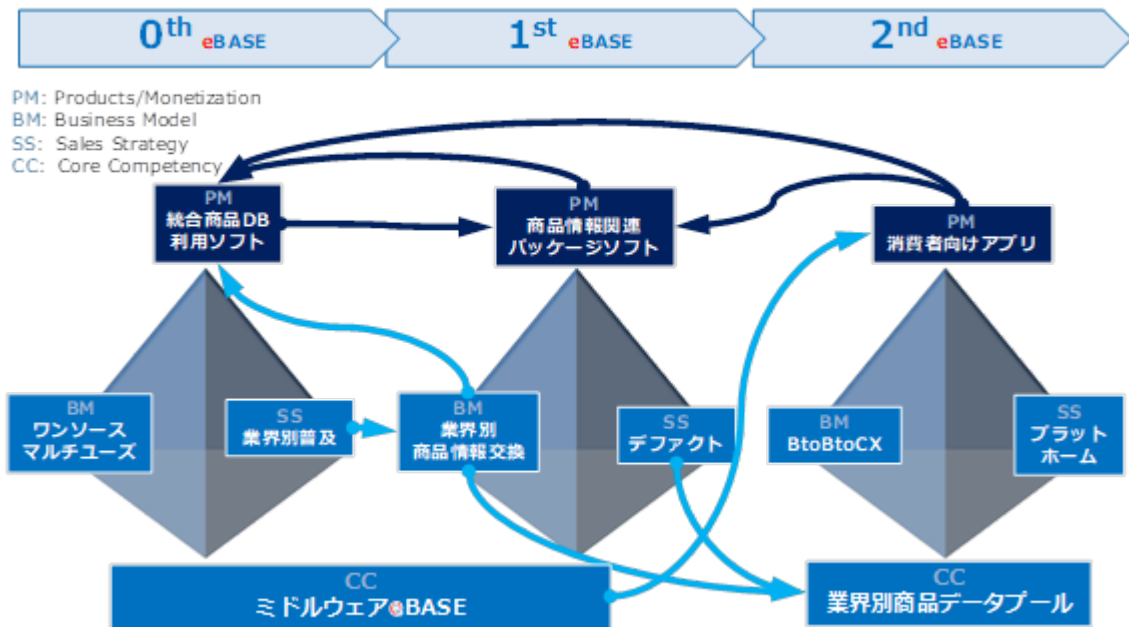 0th eBASE
1st eBASE
2nd eBASE
PM: Products/Monetization
BM: Business Model
SS: Sales Strategy
CC: Core Competency
PM
統合商品DB
利用ソフト
PM
商品情報関連
パッケージソフト
PM
消費者向けアプリ
BM
ワンソース
マルチユーズ
SS
業界別普及
BM
業界別
商品情報交換
SS
デファクト
BM
BtoBtoCX
SS
プラット
ホーム
CC
ミドルウェアeBASE
CC
業界別商品データプール